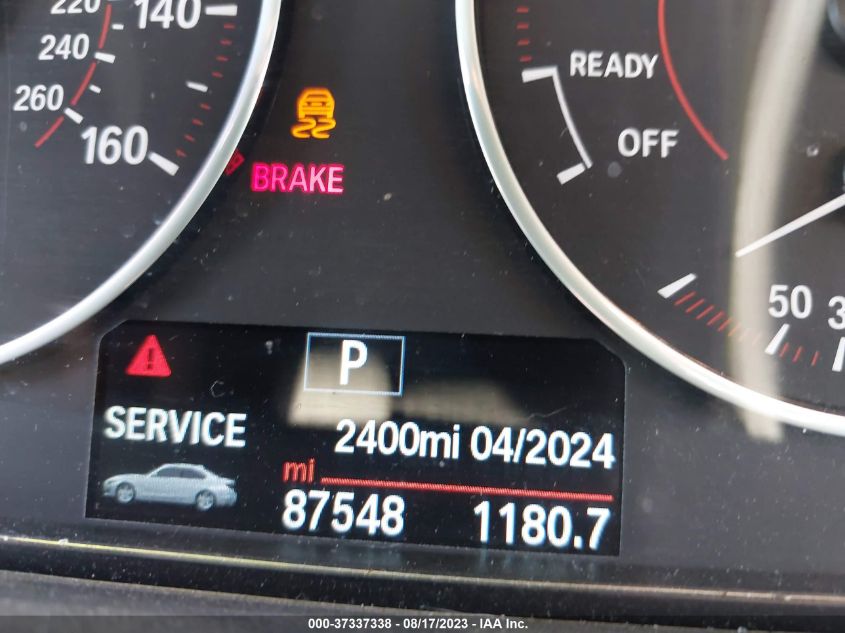 220
140
240
260
160
READY
OFF
BRAKE
50
P
SERVICE
2400mi 04/2024
mi
87548 1180.7
000-37337338 - 08/17/2023 - IAA Inc.